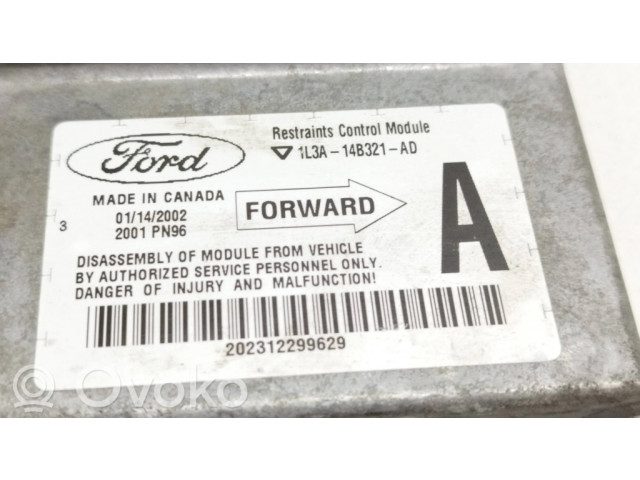 Ford
Restraints Control Module
1L3A-14B321-AD
MADE IN CANADA
01/14/2002
2001 PN96
3
FORWARD
A
DISASSEMBLY OF MODULE FROM VEHICLE
BY AUTHORIZED SERVICE PERSONNEL ONLY.
DANGER OF INJURY AND MALFUNCTION!
202312299629
Ovoko
Ovoko